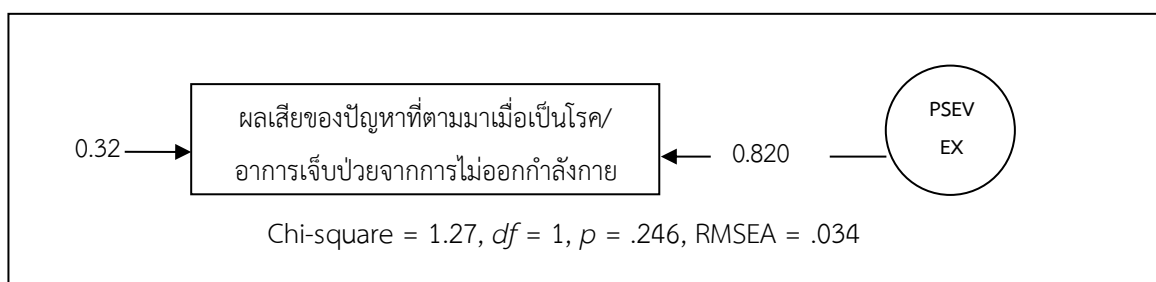 ผลเสียของปัญหาที่ตามมาเมื่อเป็นโรค/
อาการเจ็บป่วยจากการไม่ออกกำลังกาย
0.32
0.820
PSEV
EX
Chi-square = 1.27, df = 1, p = .246, RMSEA = .034